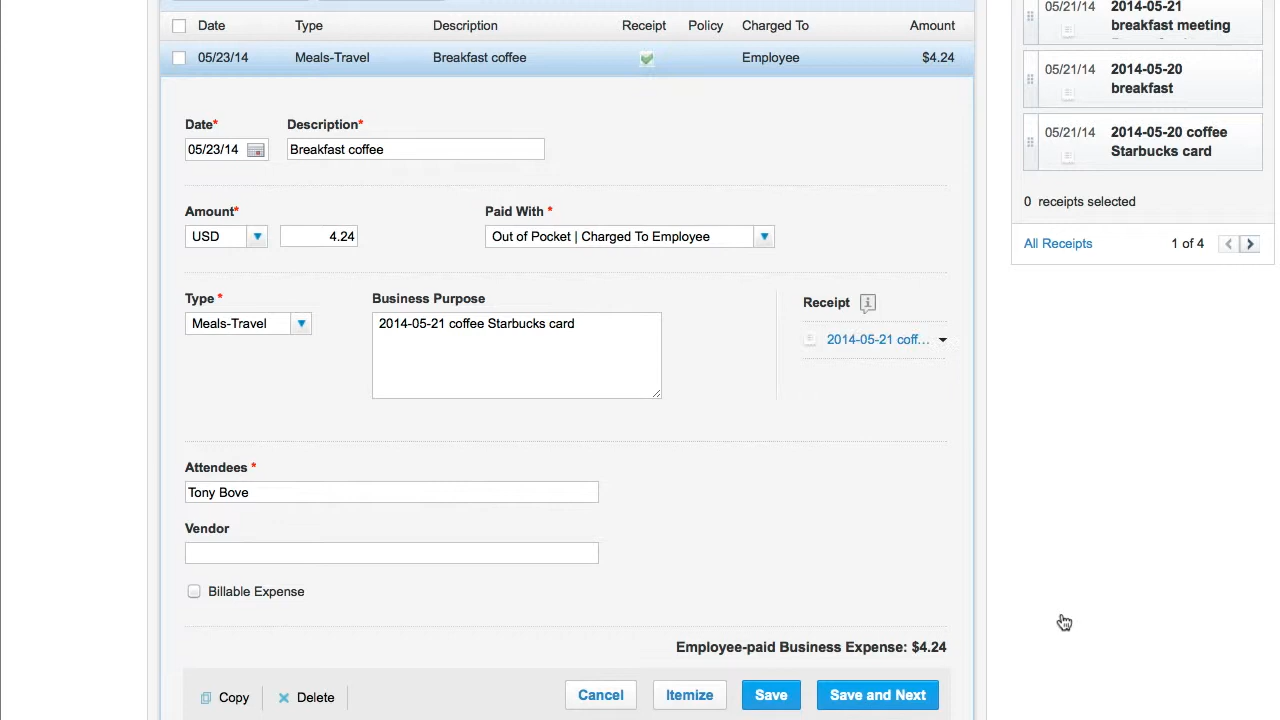 Date Type Description Receipt Policy Charged To Amount
05/23/14 Meals-Travel Breakfast coffee Employee $4.24
Date* Description*
05/23/14 Breakfast coffee
Amount* Paid With *
USD 4.24 Out of Pocket | Charged To Employee
Type * Business Purpose
Meals-Travel 2014-05-21 coffee Starbucks card
Receipt
2014-05-21 coff...
Attendees *
Tony Bove
Vendor
Billable Expense
Employee-paid Business Expense: $4.24
Copy Delete Cancel Itemize Save Save and Next
05/21/14 2014-05-21
breakfast meeting
05/21/14 2014-05-20
breakfast
05/21/14 2014-05-20 coffee
Starbucks card
0 receipts selected
All Receipts 1 of 4